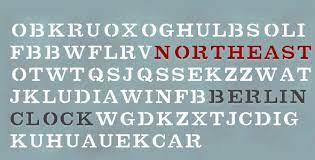 OBKRUOXOGHULBSOLI
FBBWFLRVNORTHEAST
OTWTQSJQSSEKZZWAT
JKLUDIAWINFBBERLIN
CLOCKWGDKZXTJCDIG
KUHUAUEKCAR